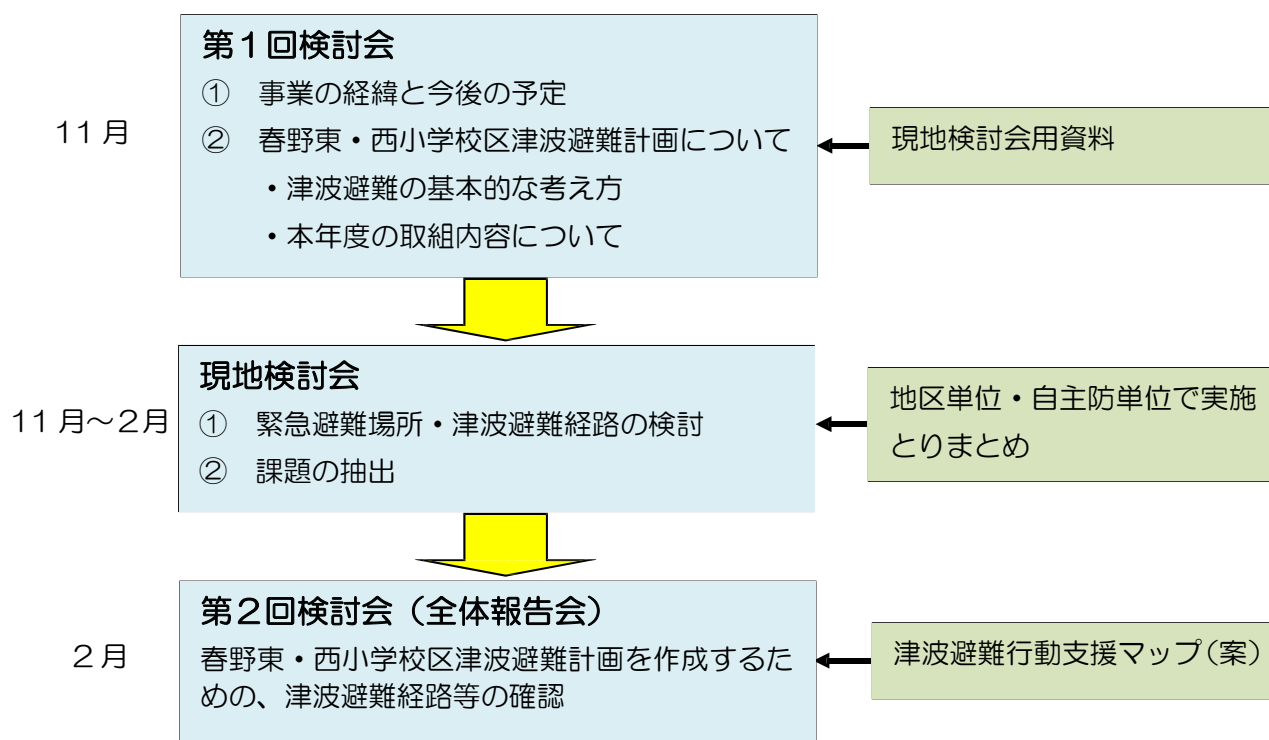 第１回検討会
① 事業の経緯と今後の予定
11月
② 春野東・西小学校区津波避難計画について
・津波避難の基本的な考え方
・本年度の取組内容について
現地検討会用資料
現地検討会
11月～２月
① 緊急避難場所・津波避難経路の検討
② 課題の抽出
地区単位・自主防単位で実施
とりまとめ
第２回検討会（全体報告会）
２月
春野東・西小学校区津波避難計画を作成するた
めの、津波避難経路等の確認
津波避難行動支援マップ（案）